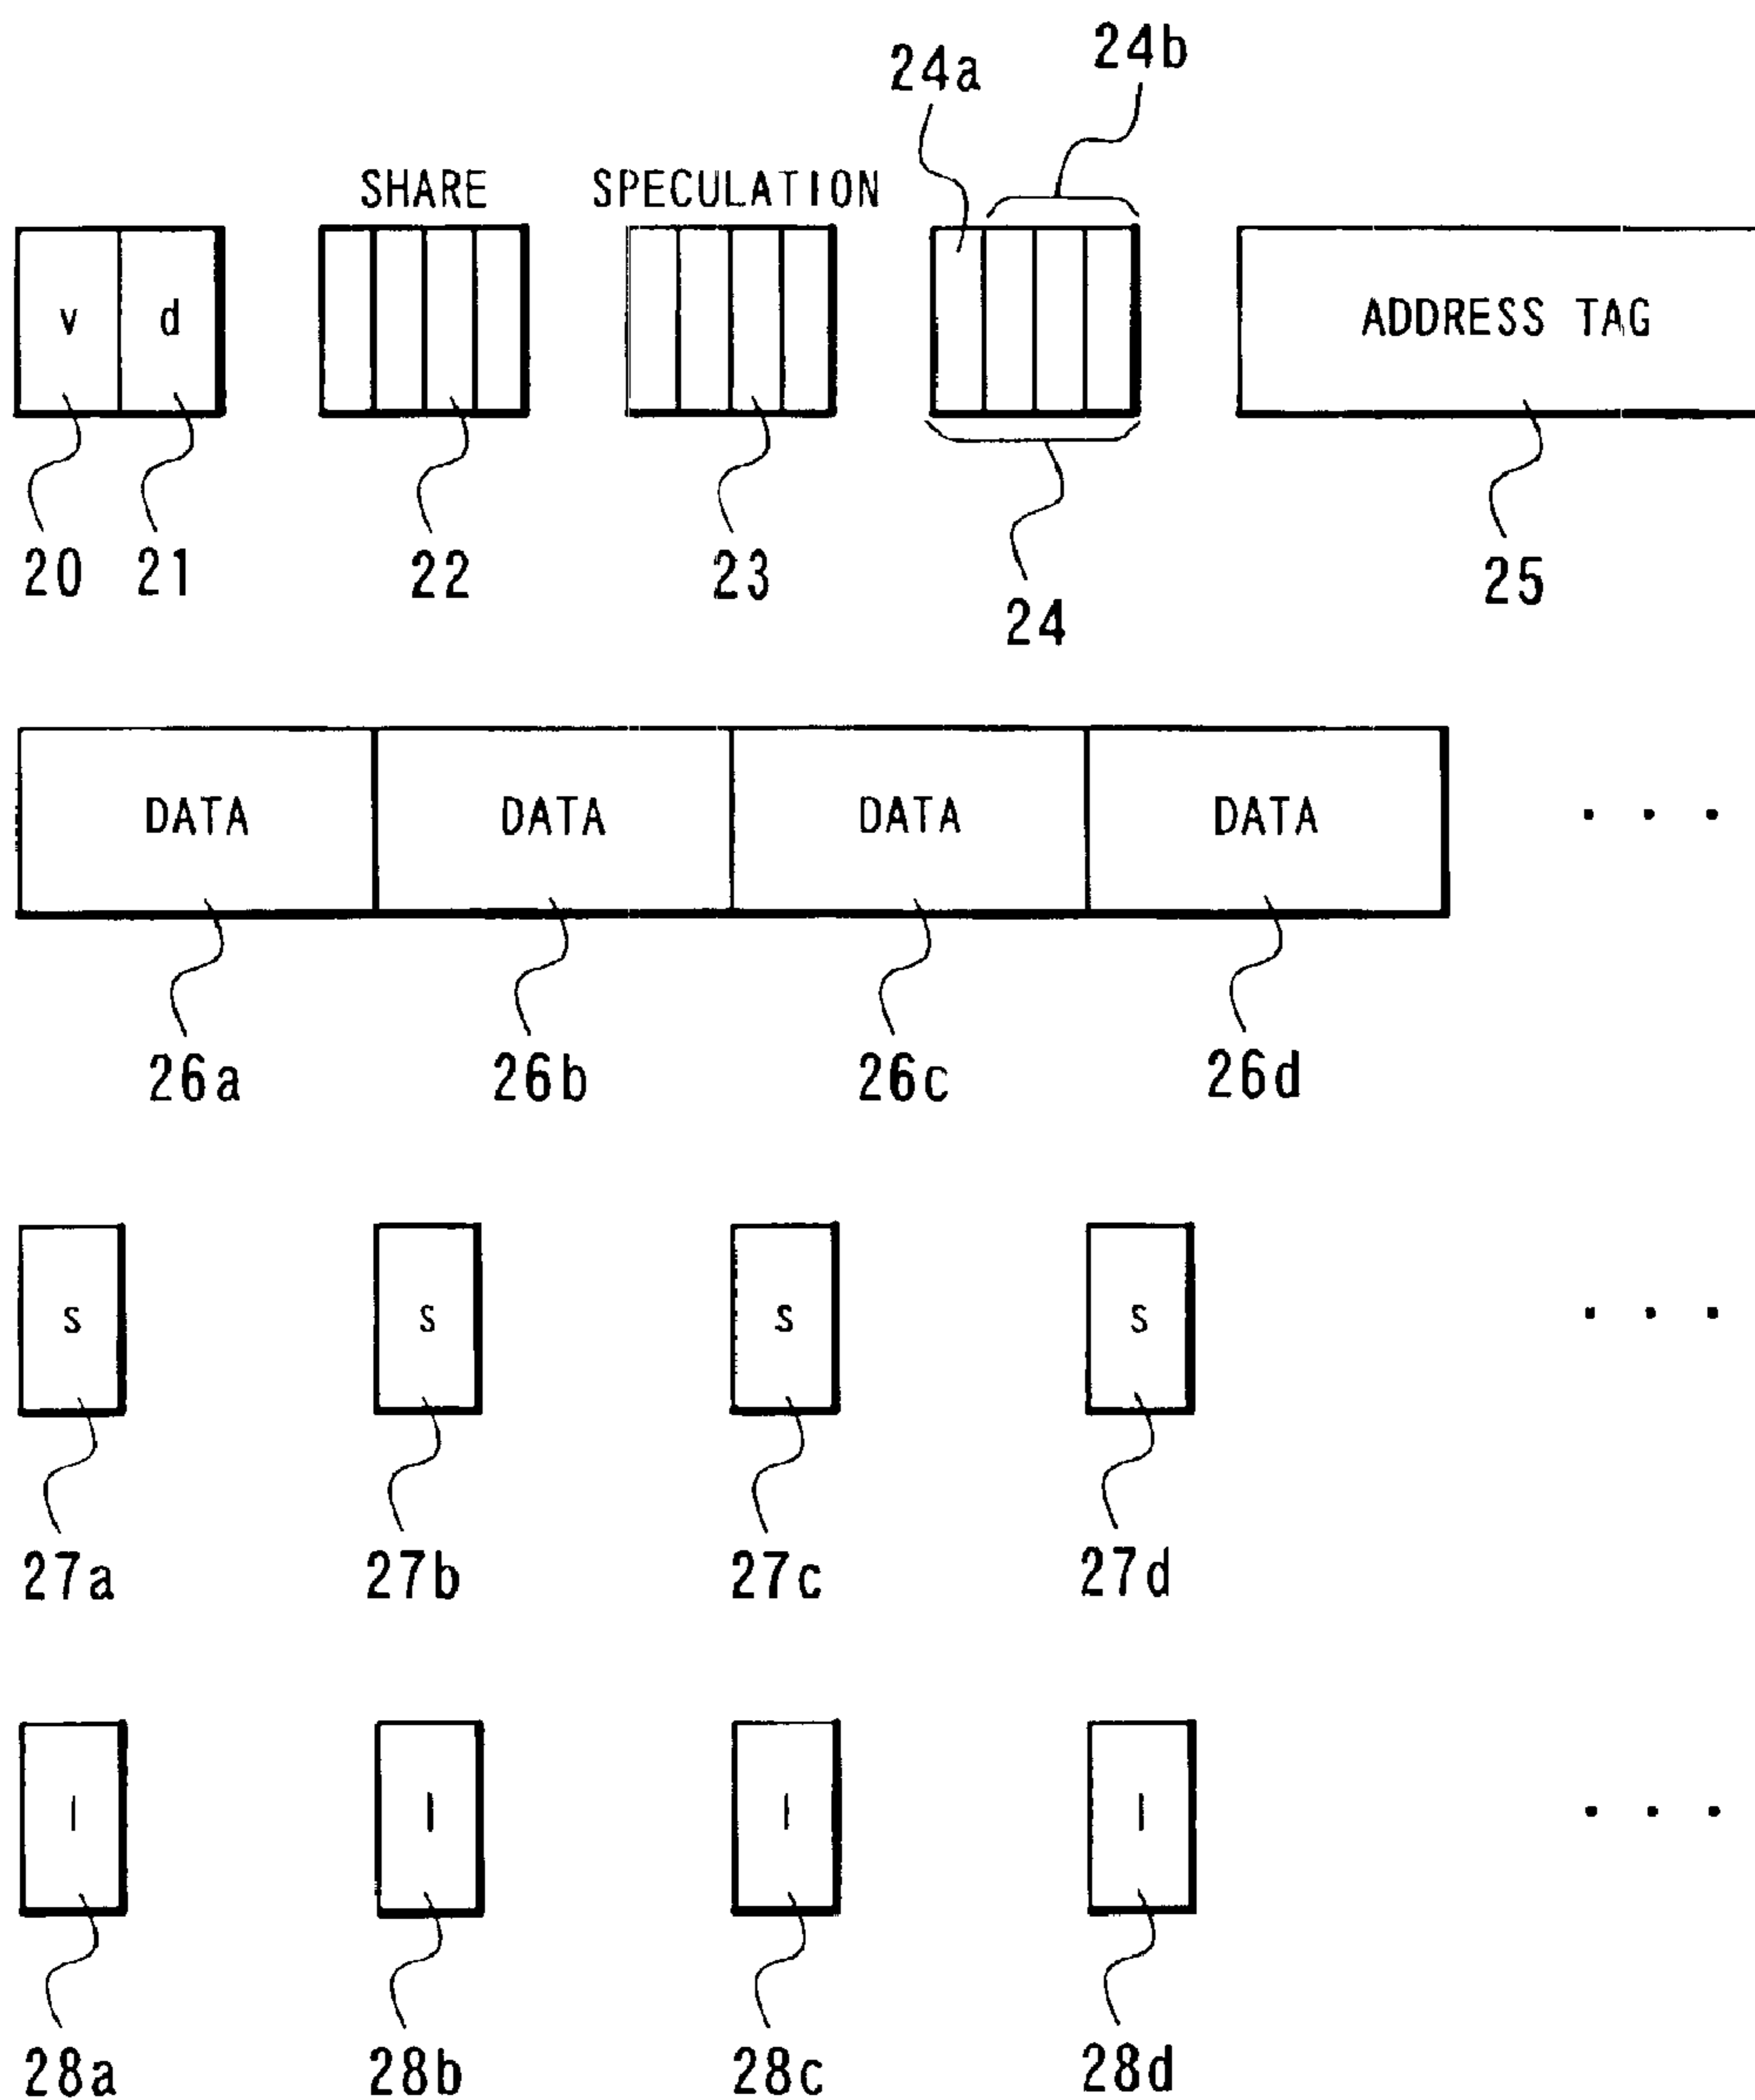 24a 24b
SHARE SPECULATION
v d ADDRESS TAG
20 21 22 23 24 25
DATA DATA DATA DATA . . .
26a 26b 26c 26d
s s s s . . .
27a 27b 27c 27d
l l l l . . .
28a 28b 28c 28d